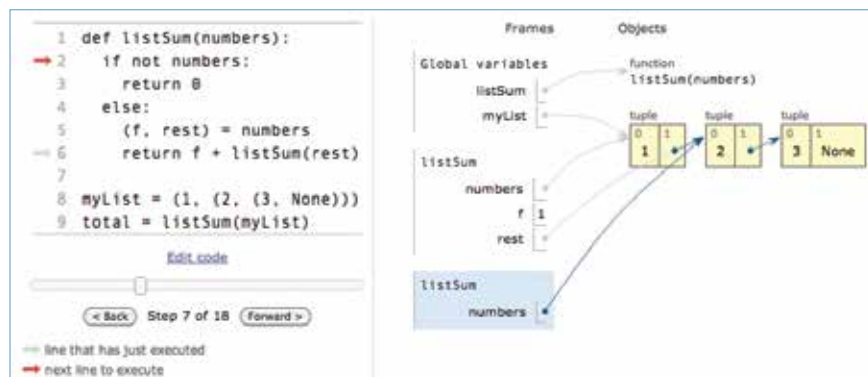 1 def listSum(numbers):
2 if not numbers:
3 return 0
4 else:
5 (f, rest) = numbers
6 return f + listSum(rest)
7
8 myList = (1, (2, (3, None)))
9 total = listSum(myList)
Edit code
< Back Step 7 of 18 Forward >
line that has just executed
next line to execute
Frames Objects
Global variables
listSum
myList
function
listSum(numbers)
tuple tuple tuple
0 1 0 1 0 1
1 2 3 None
listSum
numbers
f 1
rest
listSum
numbers